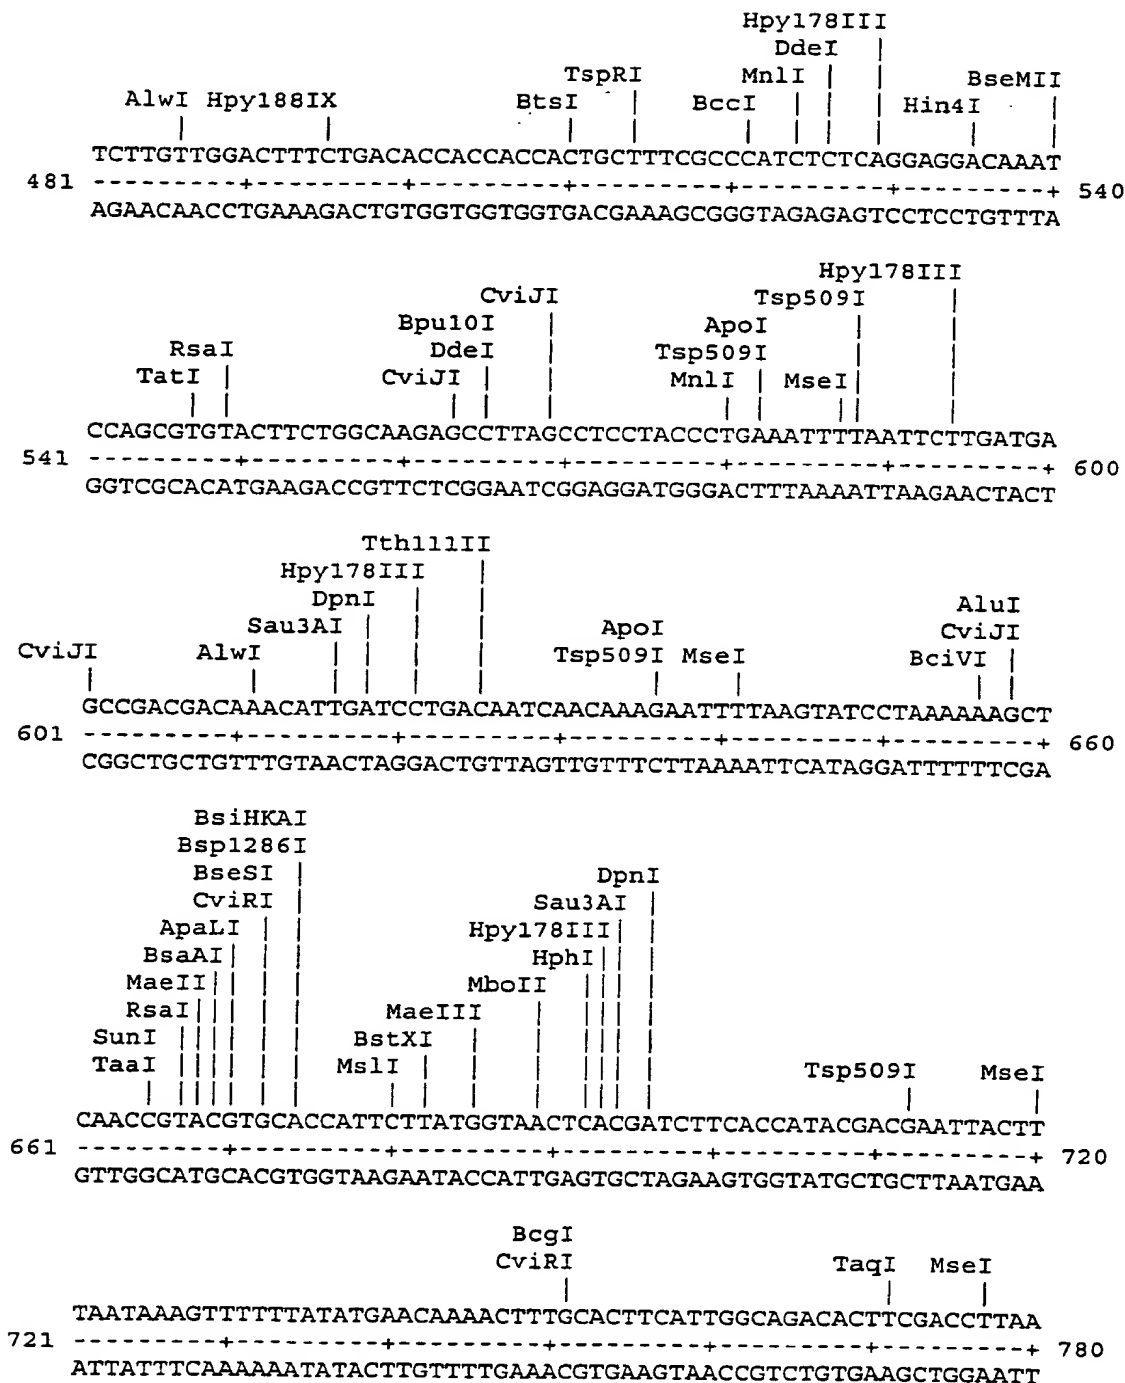 Hpy178III
DdeI
TspRI MnlI BseMII
AlwI Hpy188IX BtsI BccI Hin4I
TCTTGTTGGACTTTCTGACACCACCACCACTGCTTTCGCCCATCTCTCAGGAGGACAAAT
481 ---------+---------+---------+---------+---------+---------+ 540
AGAACAACCTGAAAGACTGTGGTGGTGGTGACGAAAGCGGGTAGAGAGTCCTCCTGTTTA
Hpy178III
CviJI Tsp509I
Bpu10I ApoI
RsaI DdeI Tsp509I
TatI CviJI MnlI MseI
CCAGCGTGTACTTCTGGCAAGAGCCTTAGCCTCCTACCCTGAAATTTTAATTCTTGATGA
541 ---------+---------+---------+---------+---------+---------+ 600
GGTCGCACATGAAGACCGTTCTCGGAATCGGAGGATGGGACTTTAAAATTAAGAACTACT
Tth111II
Hpy178III
DpnI AluI
Sau3AI ApoI CviJI
CviJI AlwI Tsp509I MseI BciVI
GCCGACGACAAACATTGATCCTGACAATCAACAAAGAATTTTAAGTATCCTAAAAAAGCT
601 ---------+---------+---------+---------+---------+---------+ 660
CGGCTGCTGTTTGTAACTAGGACTGTTAGTTGTTTCTTAAAATTCATAGGATTTTTTCGA
BsiHKAI
Bsp1286I
BseSI DpnI
CviRI Sau3AI
ApaLI Hpy178III
BsaAI HphI
MaeII MboII
RsaI MaeIII
SunI BstXI
TaaI MslI Tsp509I MseI
CAACCGTACGTGCACCATTCTTATGGTAACTCACGATCTTCACCATACGACGAATTACTT
661 ---------+---------+---------+---------+---------+---------+ 720
GTTGGCATGCACGTGGTAAGAATACCATTGAGTGCTAGAAGTGGTATGCTGCTTAATGAA
BcgI
CviRI TaqI MseI
TAATAAAGTTTTTTATATGAACAAAACTTTGCACTTCATTGGCAGACACTTCGACCTTAA
721 ---------+---------+---------+---------+---------+---------+ 780
ATTATTTCAAAAAATATACTTGTTTTGAAACGTGAAGTAACCGTCTGTGAAGCTGGAATT